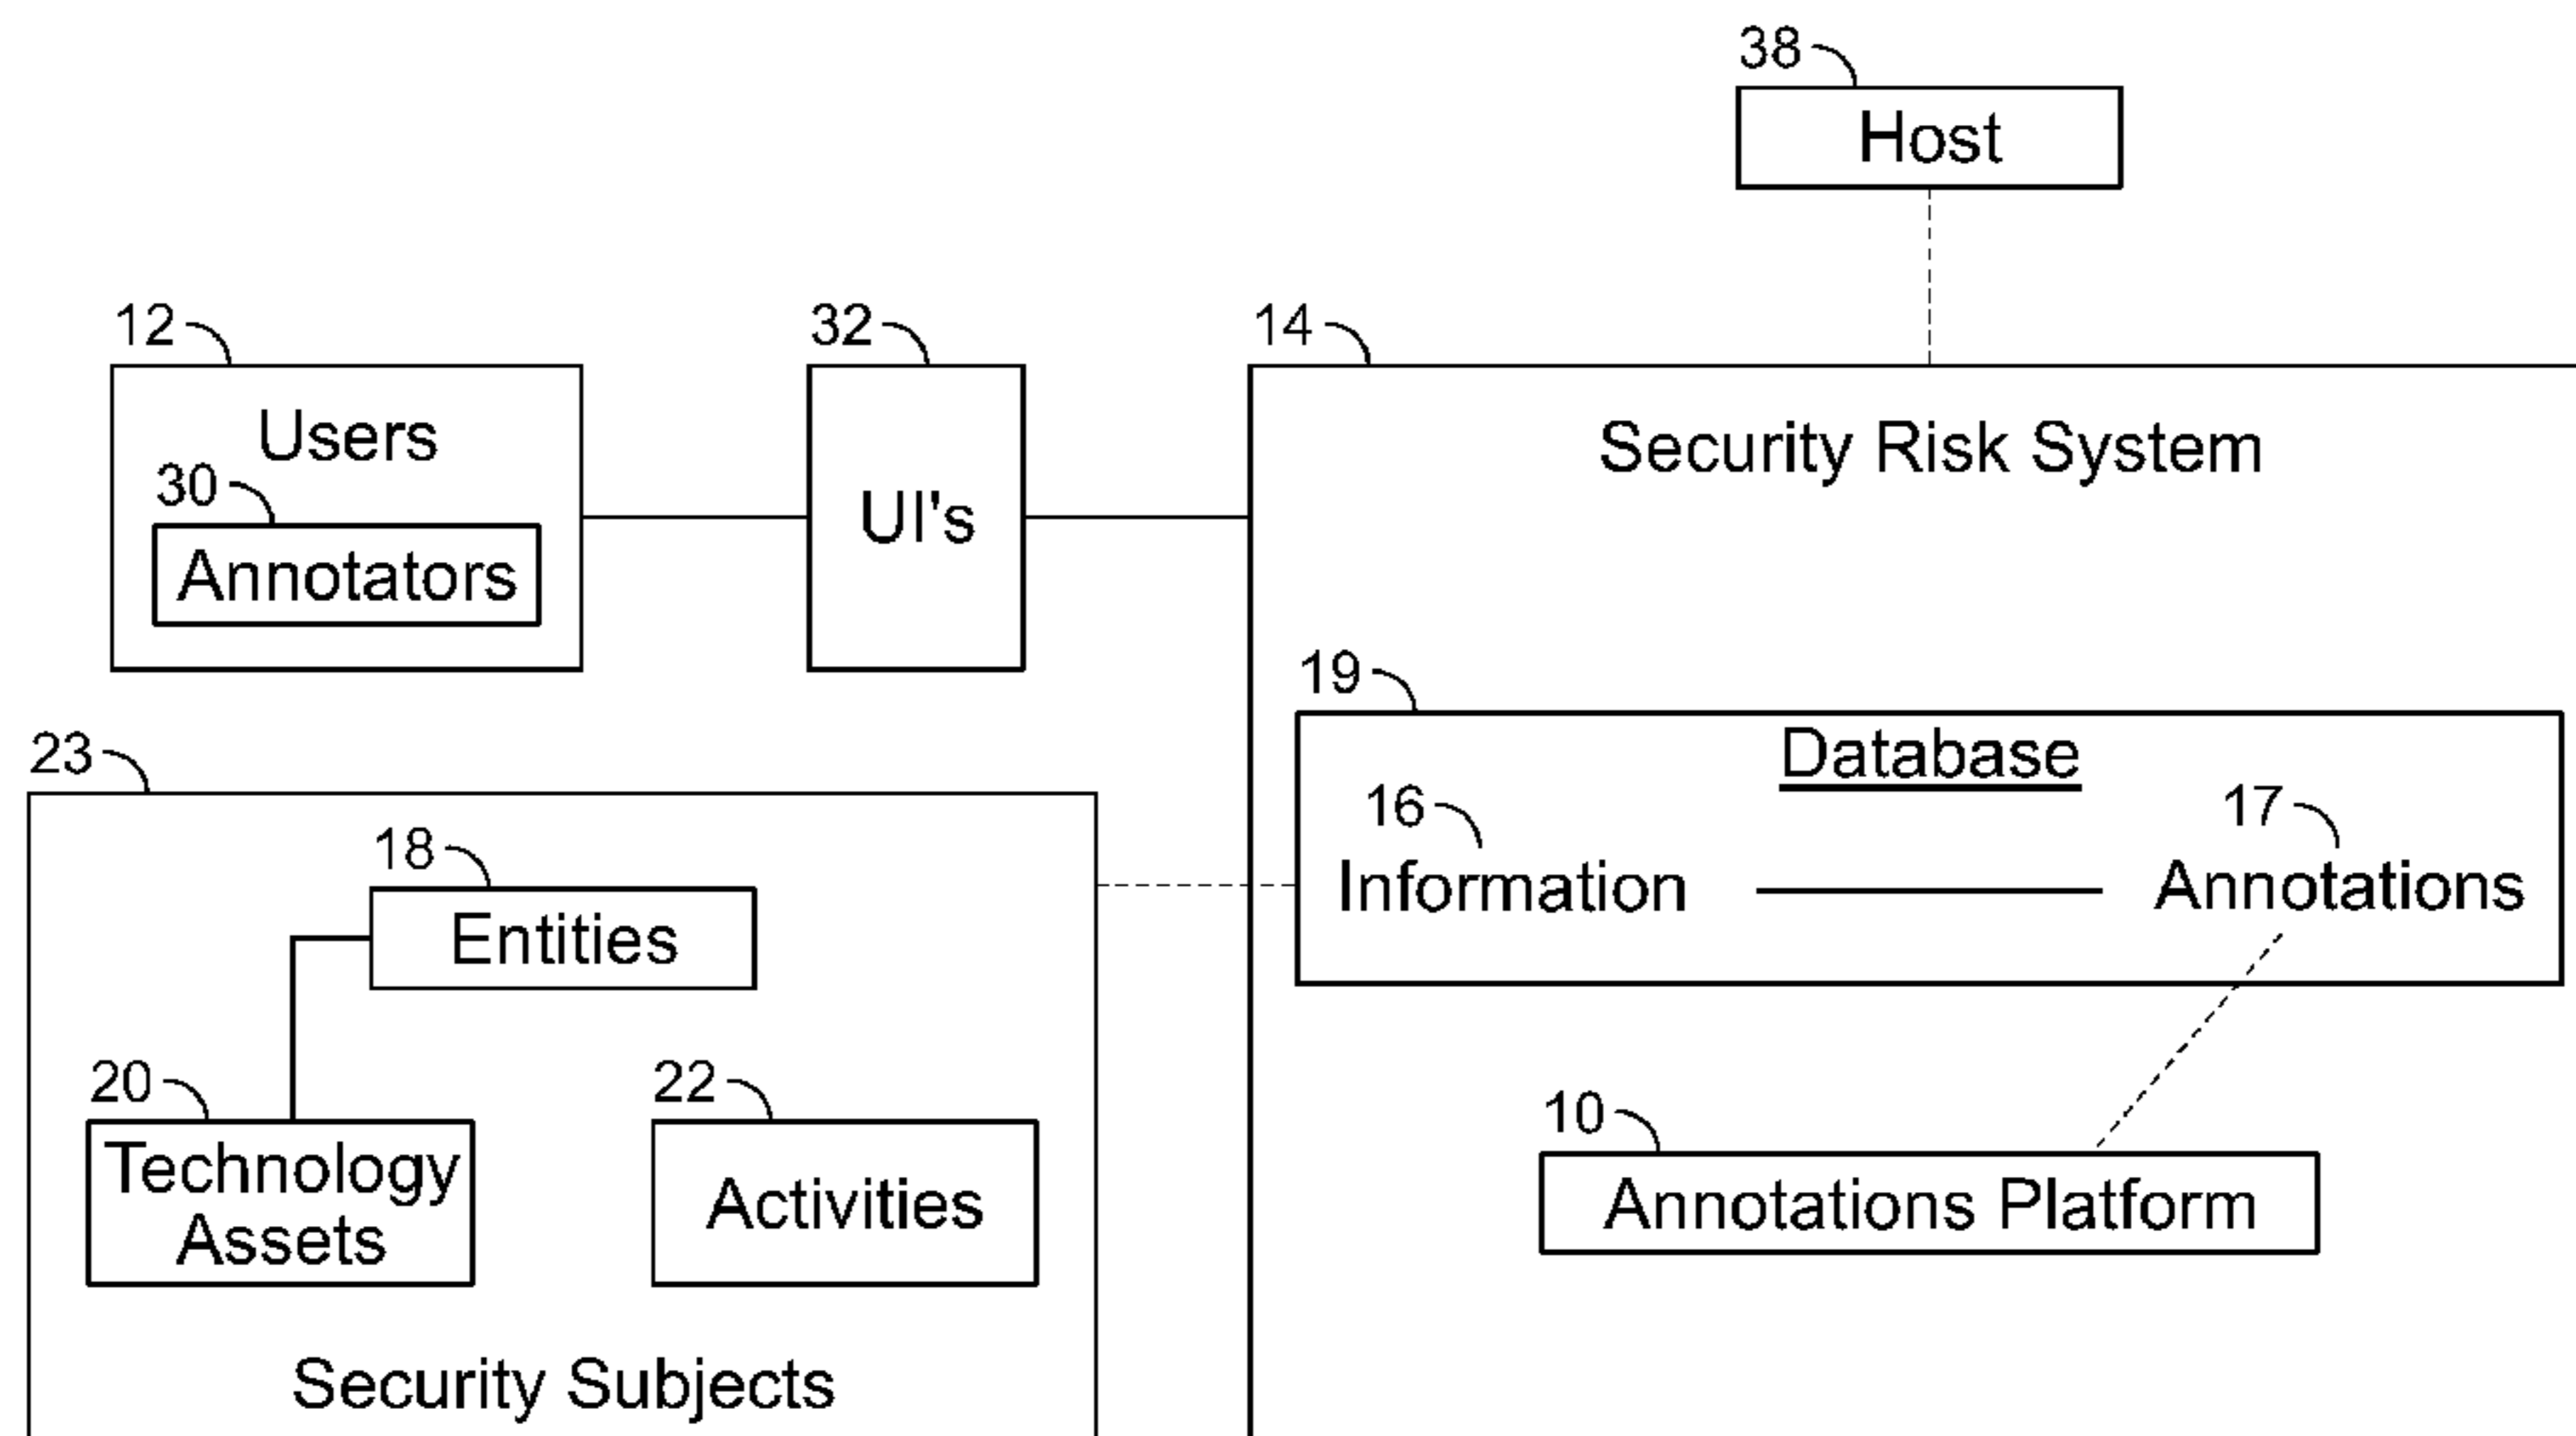 38
Host
12
32
14
Users
Security Risk System
30
UI's
Annotators
19
Database
23
16
17
18
Information
Annotations
Entities
20
22
10
Technology
Assets
Activities
Annotations Platform
Security Subjects